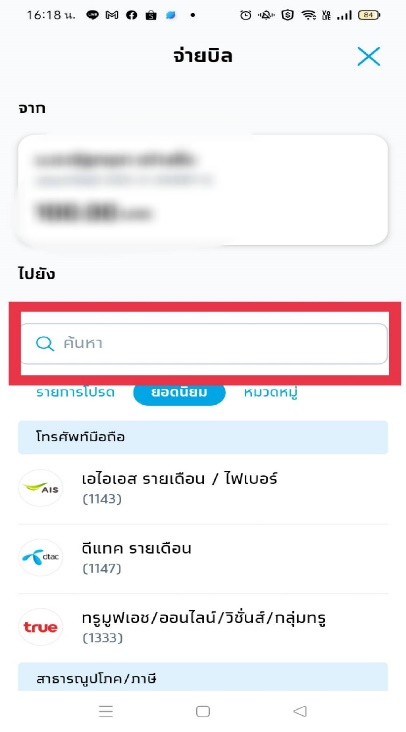 16:18 น.
84
จ่ายบิล
จาก
ไปยัง
ค้นหา
รายการโปรด ยอดนิยม หมวดหมู่
โทรศัพท์มือถือ
AIS เอไอเอส รายเดือน / ไฟเบอร์
(1143)
dtac ดีแทค รายเดือน
(1147)
true ทรูมูฟเอช/ออนไลน์/วิชั่นส์/กลุ่มทรู
(1333)
สาธารณูปโภค/ภาษี